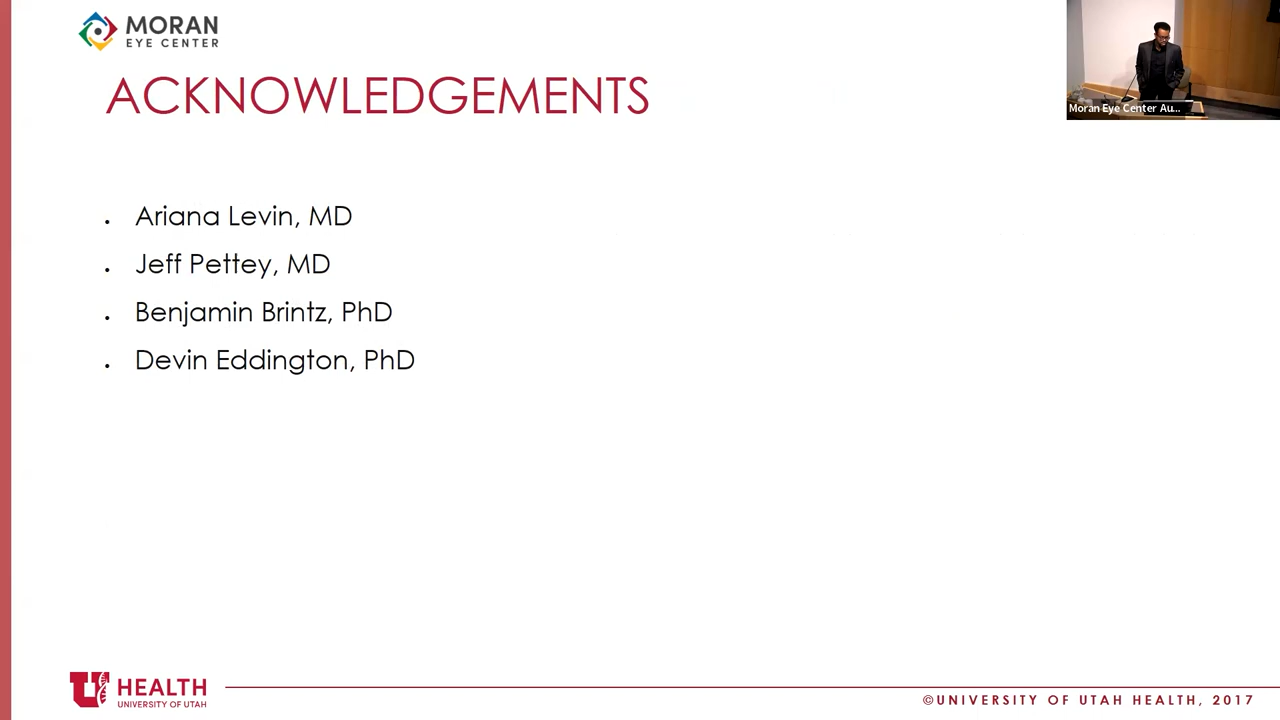 MORAN
EYE CENTER
ACKNOWLEDGEMENTS
Moran Eye Center Au...
• Ariana Levin, MD
• Jeff Pettey, MD
• Benjamin Brintz, PhD
• Devin Eddington, PhD
U HEALTH
UNIVERSITY OF UTAH
©UNIVERSITY OF UTAH HEALTH, 2017